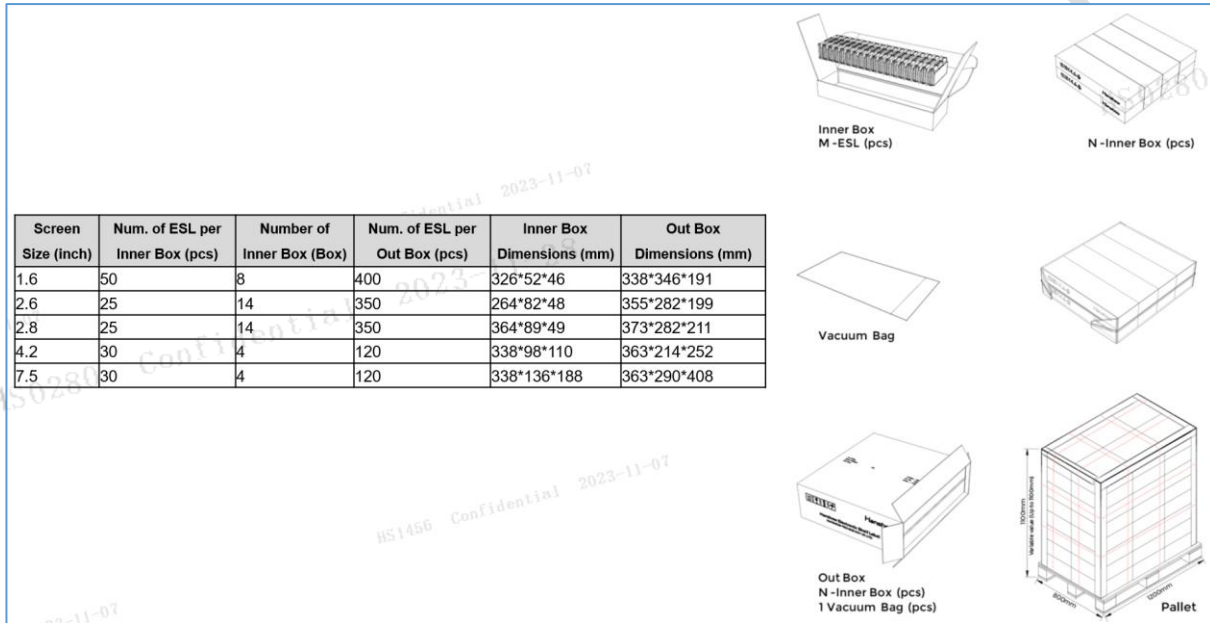 Screen Size (inch) Num. of ESL per Inner Box (pcs) Number of Inner Box (Box) Num. of ESL per Out Box (pcs) Inner Box Dimensions (mm) Out Box Dimensions (mm)
1.6 50 8 400 326*52*46 338*346*191
2.6 25 14 350 264*82*48 355*282*199
2.8 25 14 350 364*89*49 373*282*211
4.2 30 4 120 338*98*110 363*214*252
7.5 30 4 120 338*136*188 363*290*408
Inner Box
M -ESL (pcs)
N -Inner Box (pcs)
Vacuum Bag
Out Box
N -Inner Box (pcs)
1 Vacuum Bag (pcs)
1100mm
800mm
1200mm
Pallet
Confidential 2023-11-07
HS0280 Confidential 2023-11-08
HS1456 Confidential 2023-11-07